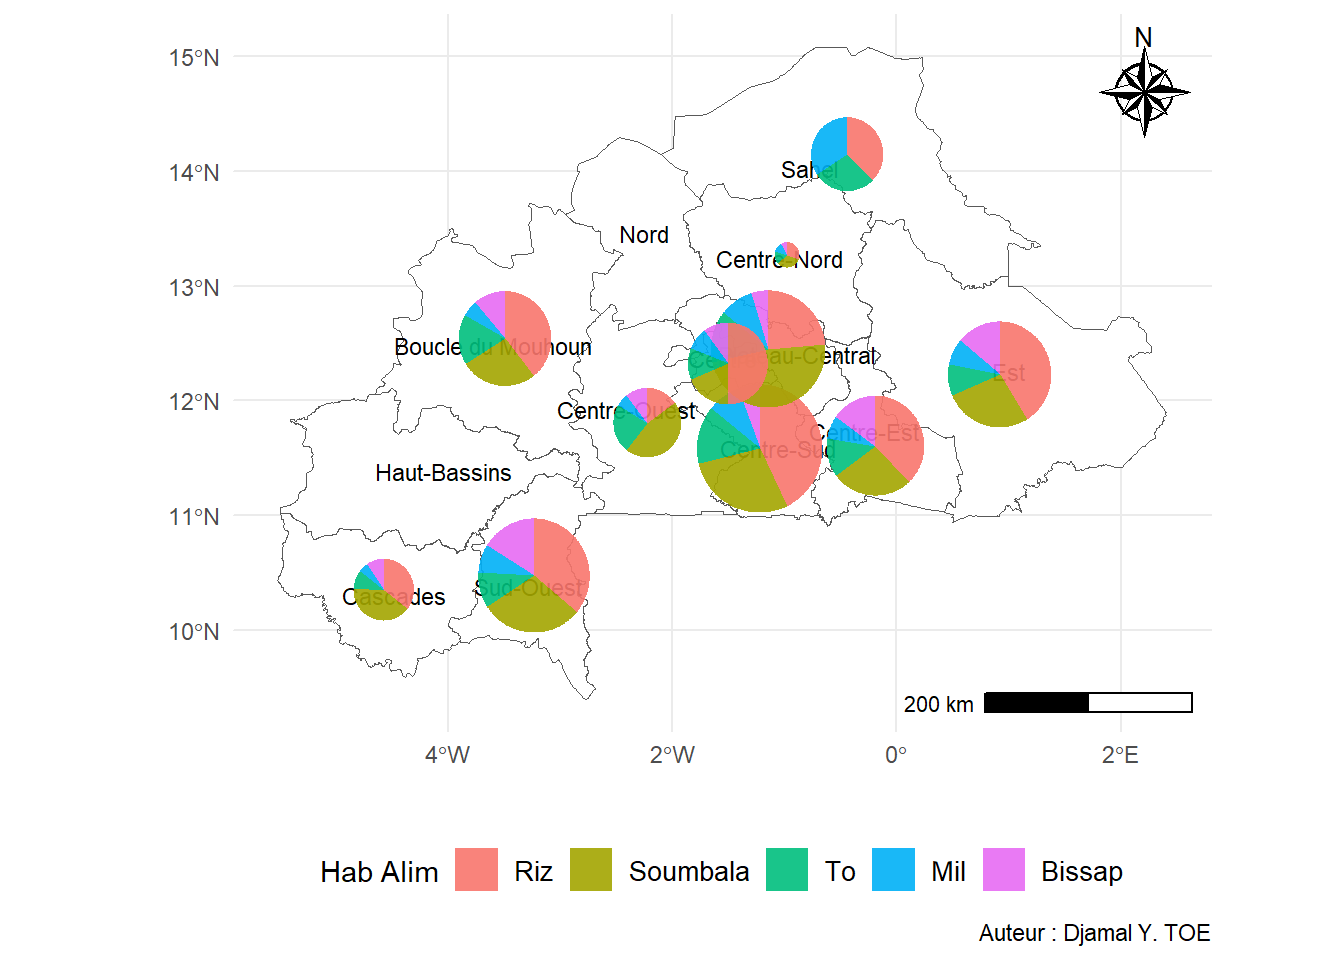 N
15°N
14°N
13°N
12°N
11°N
10°N
Sahel
Nord
Centre-Nord
Boucle du Mouhoun
eau-Central
Est
Centre-Ouest
Centre-Est
Centre-Sud
Haut-Bassins
Sud-Ouest
Cascades
200 km
4°W
2°W
0°
2°E
Hab Alim Riz Soumbala To Mil Bissap
Auteur : Djamal Y. TOE